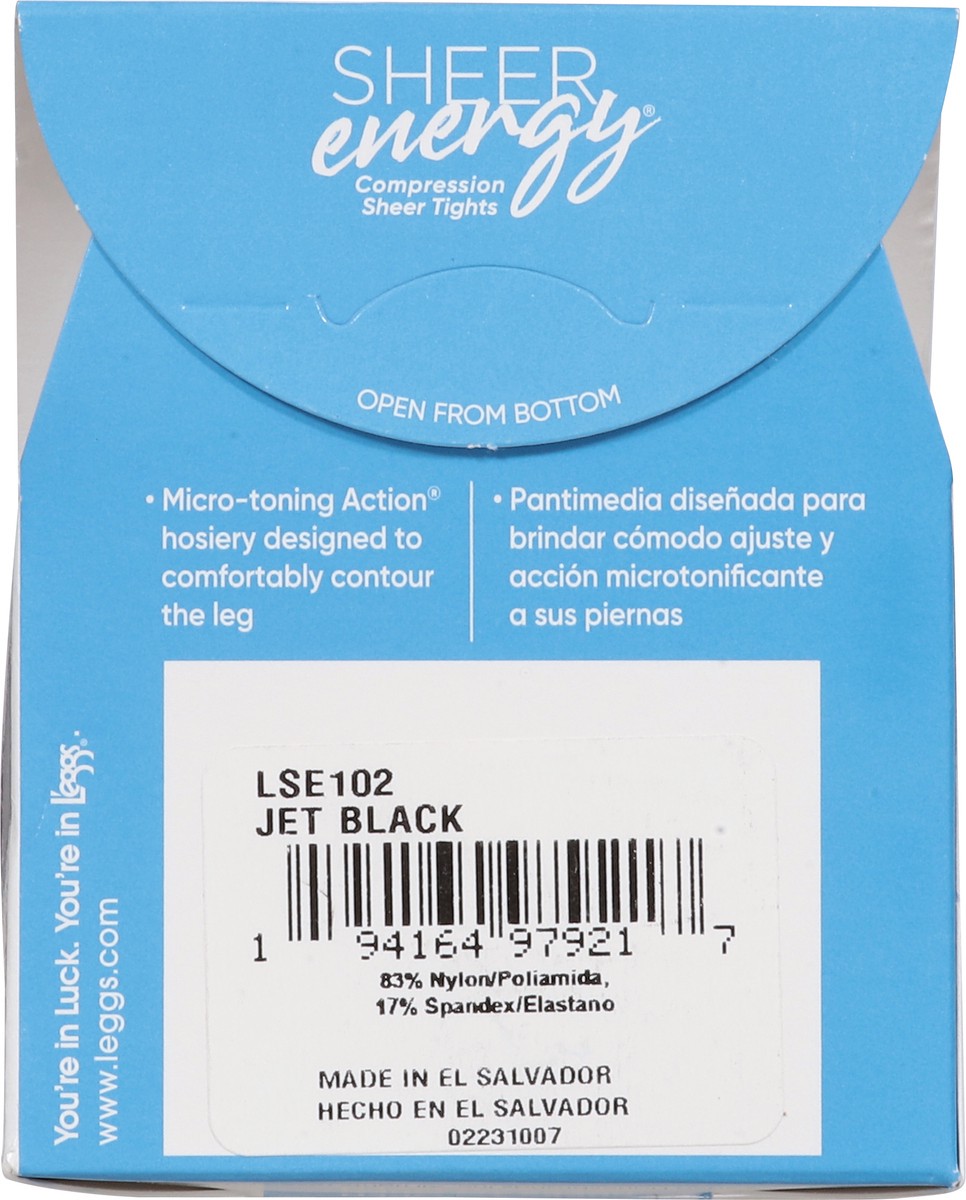 SHEER
energy®
Compression
Sheer Tights
OPEN FROM BOTTOM
• Micro-toning Action®
hosiery designed to
comfortably contour
the leg
• Pantimedia diseñada para
brindar cómodo ajuste y
acción microtonificante
a sus piernas
You're in Luck. You're in L'eggs®.
www.leggs.com
LSE102
JET BLACK
1 94164 97921 7
83% Nylon/Poliamida,
17% Spandex/Elastano
MADE IN EL SALVADOR
HECHO EN EL SALVADOR
02231007